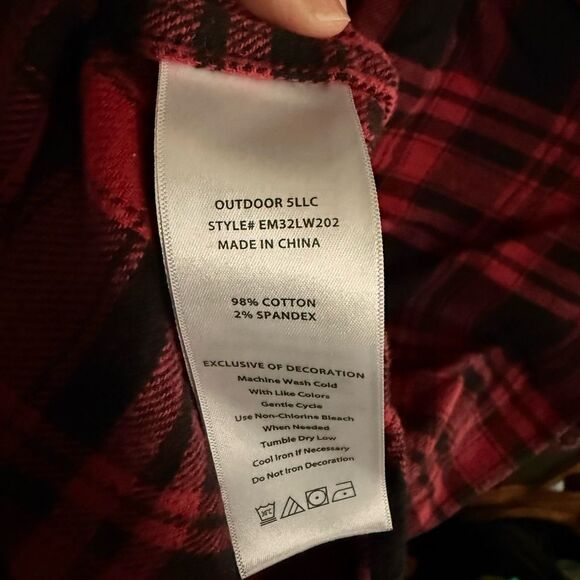 OUTDOOR 5LLC
STYLE# EM32LW202
MADE IN CHINA
98% COTTON
2% SPANDEX
EXCLUSIVE OF DECORATION
Machine Wash Cold
With Like Colors
Gentle Cycle
Use Non-Chlorine Bleach
When Needed
Tumble Dry Low
Cool Iron if Necessary
Do Not Iron Decoration